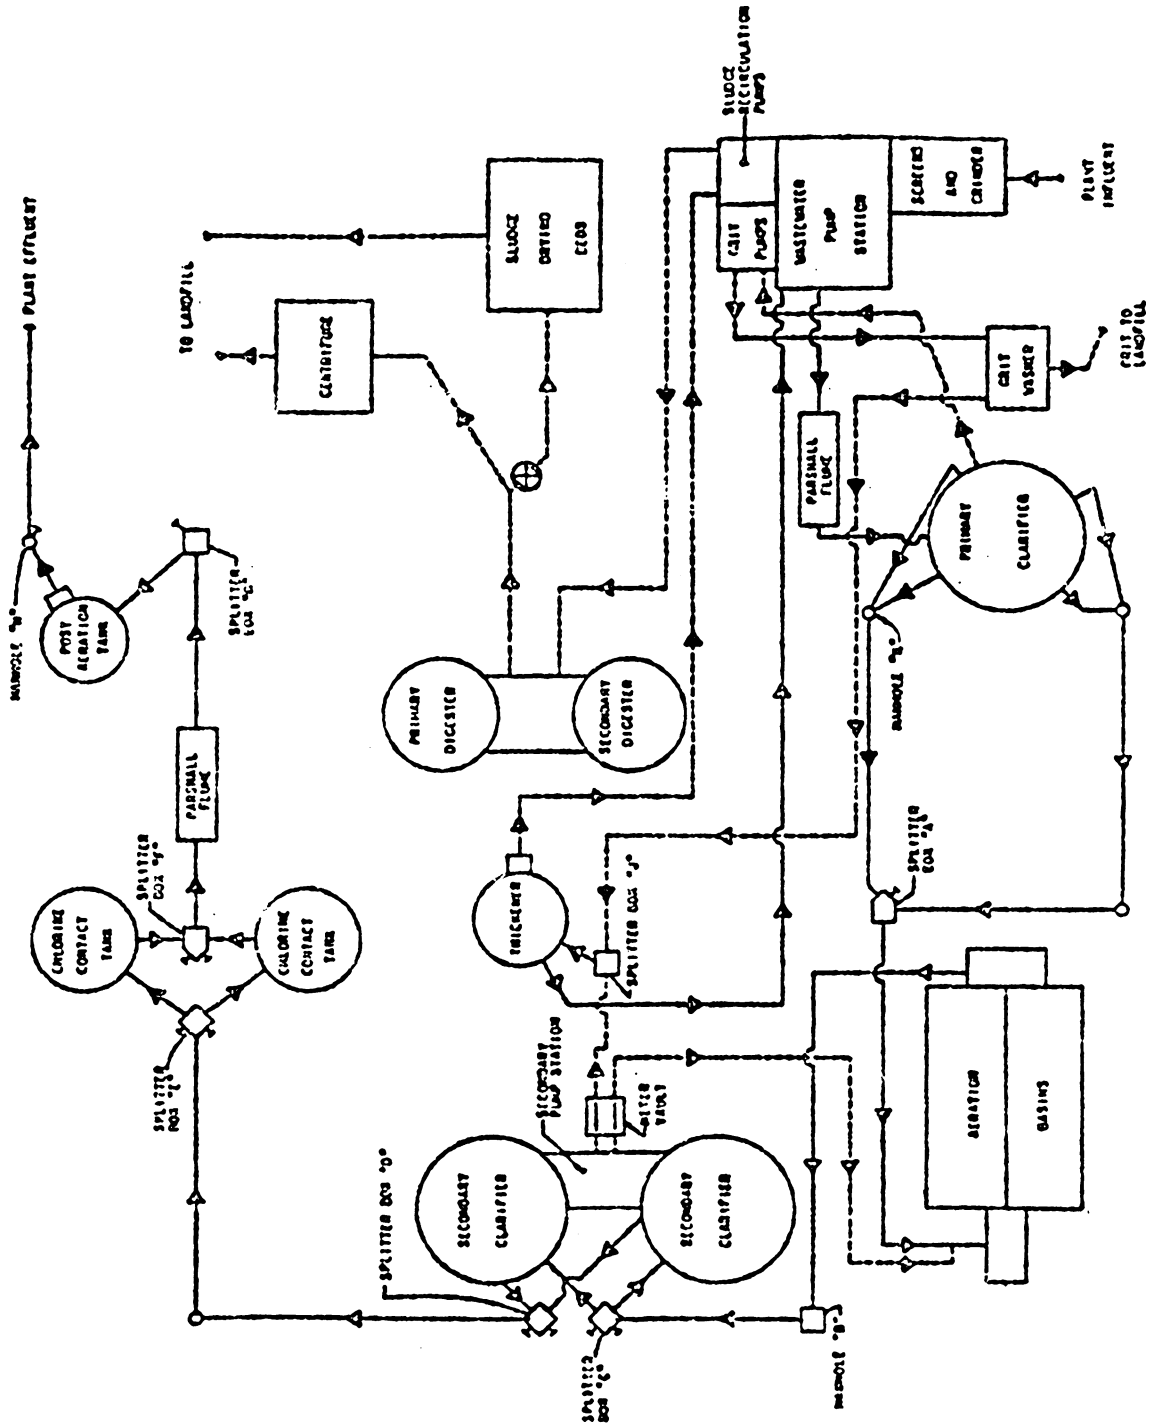 PLANT EFFLUENT
MANHOLE "H"
POST
AERATION
TANK
SPLITTER
BOX "G"
PARSHALL
FLUME
SPLITTER
BOX "F"
CHLORINE
CONTACT
TANK
CHLORINE
CONTACT
TANK
SPLITTER
BOX "E"
TO LANDFILL
CENTRIFUGE
SLUDGE
DRYING
BEDS
PRIMARY
DIGESTER
SECONDARY
DIGESTER
THICKENER
SPLITTER BOX "J"
SECONDARY
PUMP STATION
METER
VAULT
SPLITTER BOX "D"
SECONDARY
CLARIFIER
SECONDARY
CLARIFIER
SPLITTER
BOX "C"
MANHOLE "B"
SLUDGE
RECIRCULATION
PUMPS
GRIT
PUMPS
WASTEWATER
PUMP
STATION
SCREENS
AND
GRINDER
PLANT
INFLUENT
GRIT
WASHER
GRIT TO
LANDFILL
PARSHALL
FLUME
PRIMARY
CLARIFIER
MANHOLE
SPLITTER
BOX "A"
AERATION
BASINS